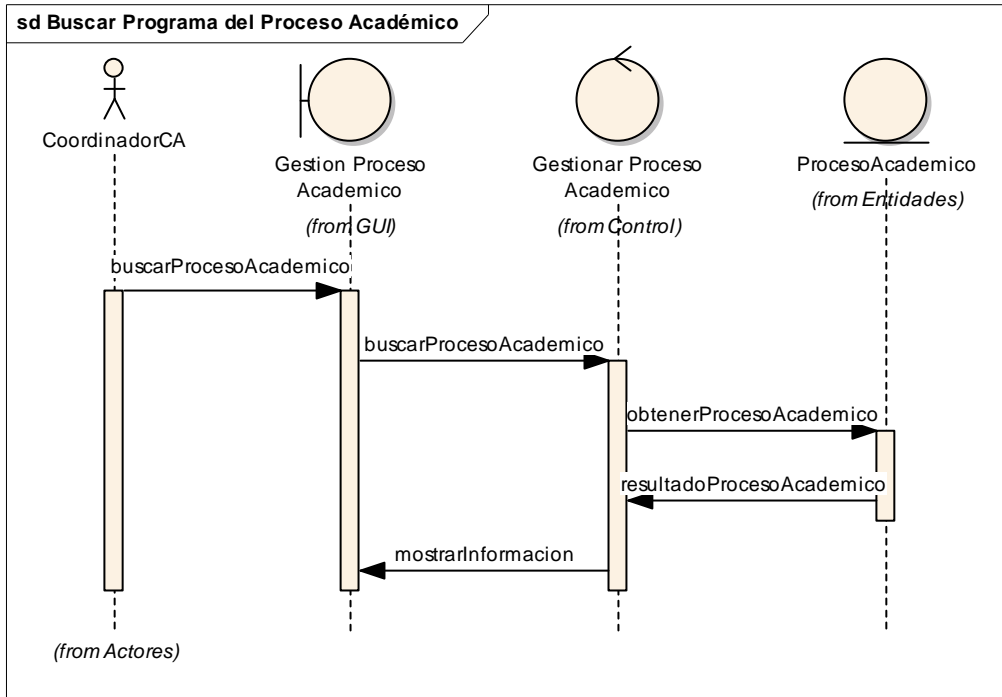 sd Buscar Programa del Proceso Académico
CoordinadorCA
Gestion Proceso
Academico
(from GUI)
Gestionar Proceso
Academico
(from Control)
ProcesoAcademico
(from Entidades)
buscarProcesoAcademico
buscarProcesoAcademico
obtenerProcesoAcademico
resultadoProcesoAcademico
mostrarInformacion
(from Actores)